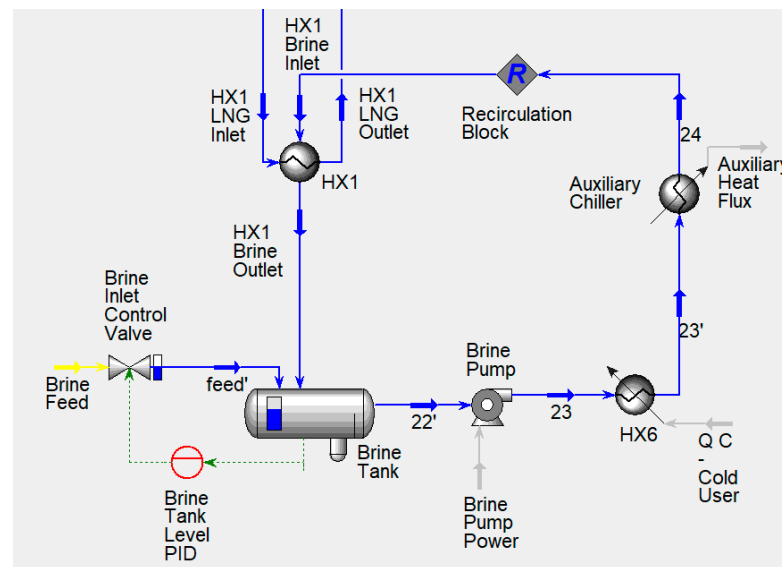 HX1
Brine
Inlet
HX1
LNG
Inlet
HX1
LNG
Outlet
R
Recirculation
Block
24
Auxiliary
Heat
Flux
HX1
Auxiliary
Chiller
HX1
Brine
Outlet
Brine
Inlet
Control
Valve
23'
Brine
Pump
Brine
Feed
feed'
22'
23
HX6
Q C
-
Cold
User
Brine
Tank
Brine
Tank
Level
PID
Brine
Pump
Power